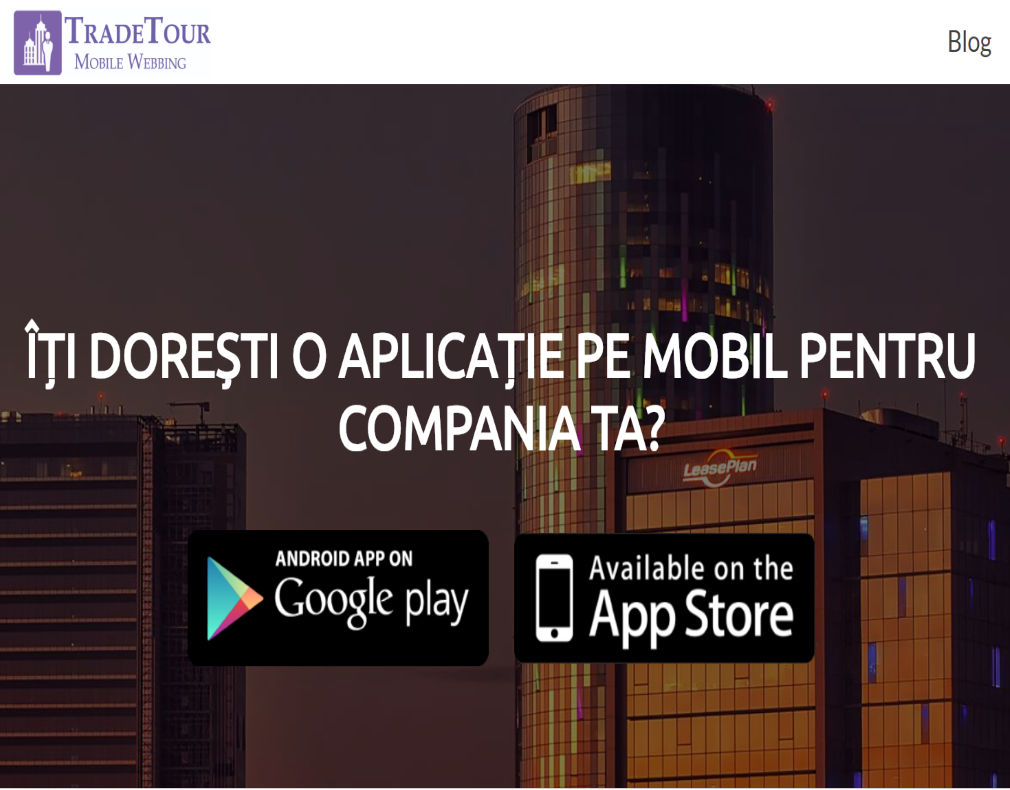 TRADETOUR
MOBILE WEBBING
Blog
ÎȚI DOREȘTI O APLICAȚIE PE MOBIL PENTRU
COMPANIA TA?
LeasePlan
ANDROID APP ON
Google play
Available on the
App Store